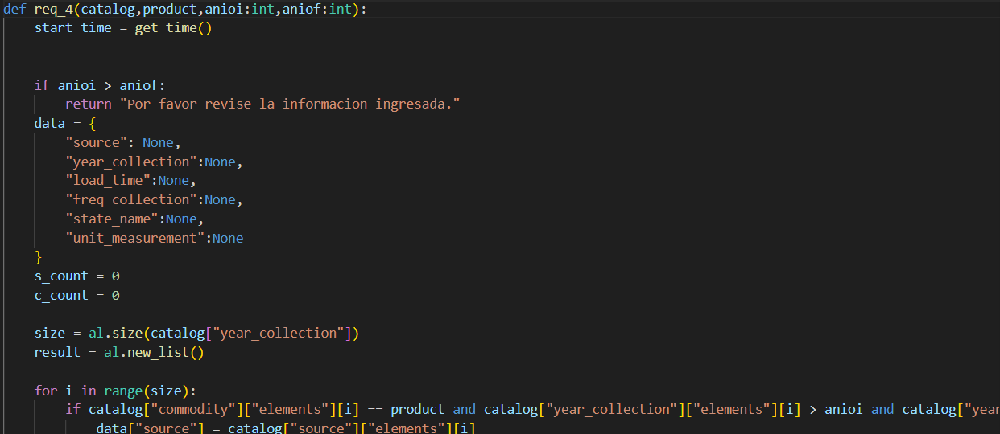 def req_4(catalog,product,anioi:int,aniof:int):
    start_time = get_time()
    if anioi > aniof:
        return "Por favor revise la informacion ingresada."
    data = {
        "source": None,
        "year_collection":None,
        "load_time":None,
        "freq_collection":None,
        "state_name":None,
        "unit_measurement":None
    }
    s_count = 0
    c_count = 0
    size = al.size(catalog["year_collection"])
    result = al.new_list()
    for i in range(size):
        if catalog["commodity"]["elements"][i] == product and catalog["year_collection"]["elements"][i] > anioi and catalog["year
            data["source"] = catalog["source"]["elements"][i]